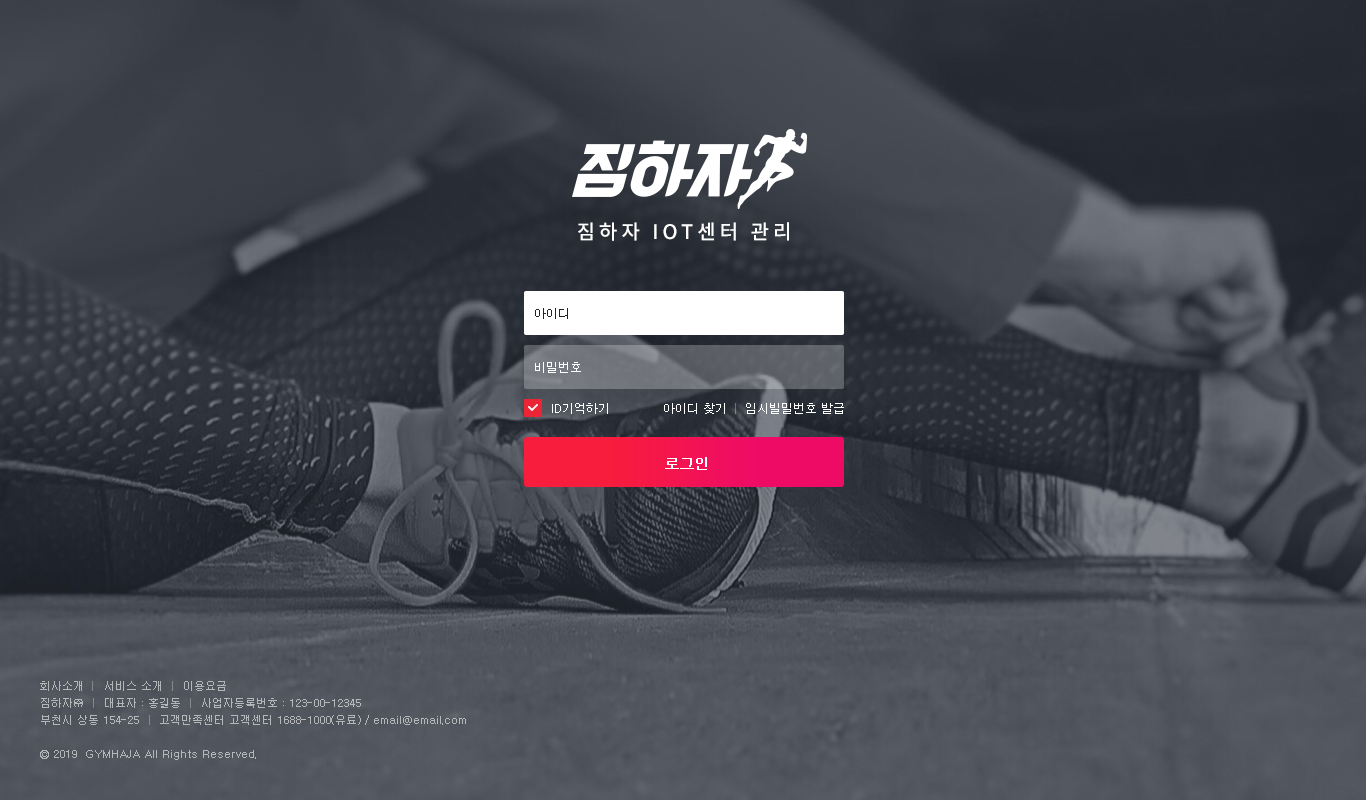 짐하자
짐하자 IOT센터 관리
아이디
비밀번호
ID기억하기 아이디 찾기 | 임시빌밀번호 발급
로그인
회사소개 | 서비스 소개 | 이용요금
짐하자㈜ | 대표자 : 홍길동 | 사업자등록번호 : 123-00-12345
부천시 상동 154-25 | 고객만족센터 고객센터 1688-1000(유료) / email@email.com
© 2019 GYMHAJA All Rights Reserved.